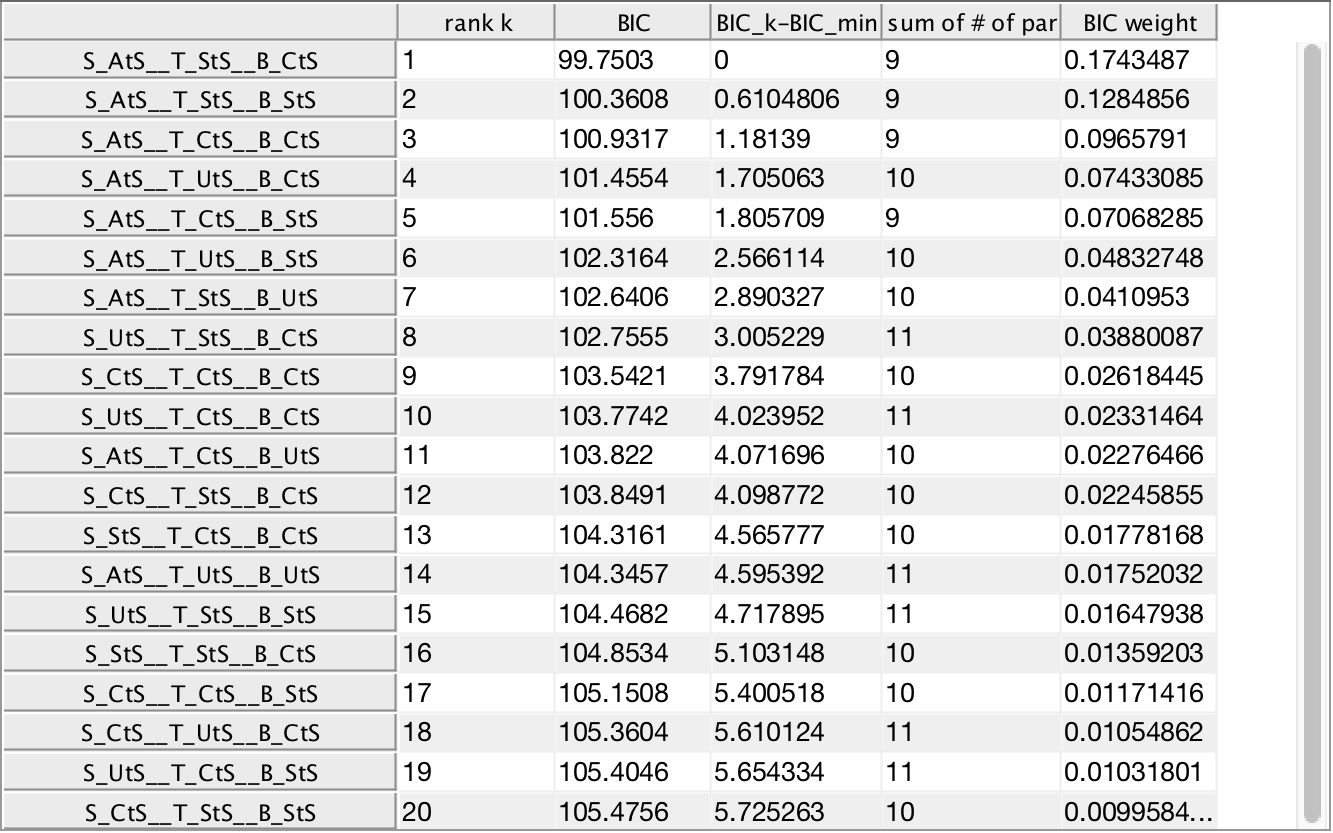 rank k BIC BIC_k-BIC_min sum of # of par BIC weight
S_AtS__T_StS__B_CtS 1 99.7503 0 9 0.1743487
S_AtS__T_StS__B_StS 2 100.3608 0.6104806 9 0.1284856
S_AtS__T_CtS__B_CtS 3 100.9317 1.18139 9 0.0965791
S_AtS__T_UtS__B_CtS 4 101.4554 1.705063 10 0.07433085
S_AtS__T_CtS__B_StS 5 101.556 1.805709 9 0.07068285
S_AtS__T_UtS__B_StS 6 102.3164 2.566114 10 0.04832748
S_AtS__T_StS__B_UtS 7 102.6406 2.890327 10 0.0410953
S_UtS__T_StS__B_CtS 8 102.7555 3.005229 11 0.03880087
S_CtS__T_CtS__B_CtS 9 103.5421 3.791784 10 0.02618445
S_UtS__T_CtS__B_CtS 10 103.7742 4.023952 11 0.02331464
S_AtS__T_CtS__B_UtS 11 103.822 4.071696 10 0.02276466
S_CtS__T_StS__B_CtS 12 103.8491 4.098772 10 0.02245855
S_StS__T_CtS__B_CtS 13 104.3161 4.565777 10 0.01778168
S_AtS__T_UtS__B_UtS 14 104.3457 4.595392 11 0.01752032
S_UtS__T_StS__B_StS 15 104.4682 4.717895 11 0.01647938
S_StS__T_StS__B_CtS 16 104.8534 5.103148 10 0.01359203
S_CtS__T_CtS__B_StS 17 105.1508 5.400518 10 0.01171416
S_CtS__T_UtS__B_CtS 18 105.3604 5.610124 11 0.01054862
S_UtS__T_CtS__B_StS 19 105.4046 5.654334 11 0.01031801
S_CtS__T_StS__B_StS 20 105.4756 5.725263 10 0.0099584...